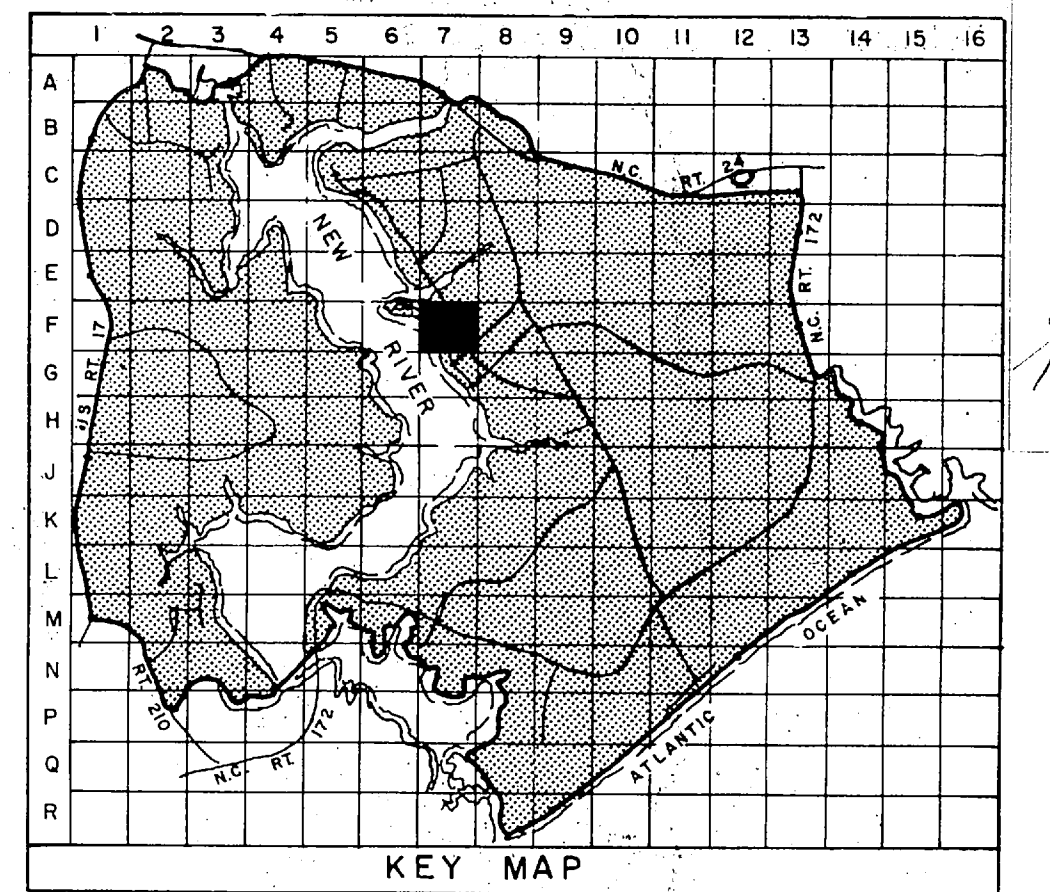 1 2 3 4 5 6 7 8 9 10 11 12 13 14 15 16
A
B
C
D
E
F
G
H
J
K
L
M
N
P
Q
R
N.C. RT. 24
N.C. RT. 172
NEW RIVER
US RT. 17
RT. 210
N.C. RT. 172
ATLANTIC OCEAN
KEY MAP